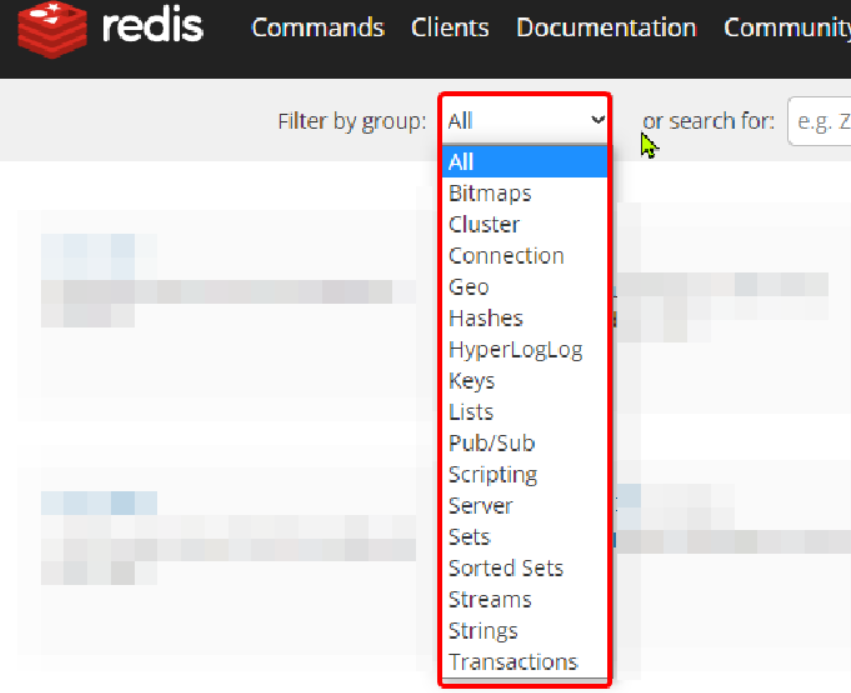 redis Commands Clients Documentation Community
Filter by group: All or search for: e.g. Z
All
Bitmaps
Cluster
Connection
Geo
Hashes
HyperLogLog
Keys
Lists
Pub/Sub
Scripting
Server
Sets
Sorted Sets
Streams
Strings
Transactions